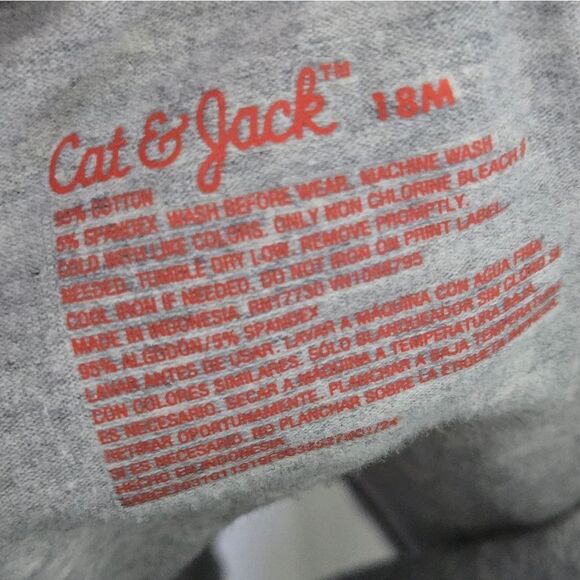 Cat & Jack™ 18M
95% COTTON
5% SPANDEX. WASH BEFORE WEAR. MACHINE WASH
COLD WITH LIKE COLORS. ONLY NON CHLORINE BLEACH IF
NEEDED. TUMBLE DRY LOW. REMOVE PROMPTLY.
COOL IRON IF NEEDED. DO NOT IRON ON PRINT LABEL.
MADE IN INDONESIA.
95% ALGODÓN/5% SPANDEX
LAVAR ANTES DE USAR. LAVAR A MÁQUINA CON AGUA FRÍA
CON COLORES SIMILARES. SÓLO BLANQUEADOR SIN CLORO SI
ES NECESARIO. SECAR A MÁQUINA A TEMPERATURA BAJA.
RETIRAR OPORTUNAMENTE. PLANCHAR A BAJA TEMPERATURA
SI ES NECESARIO. NO PLANCHAR SOBRE LA ETIQUETA
HECHO EN INDONESIA